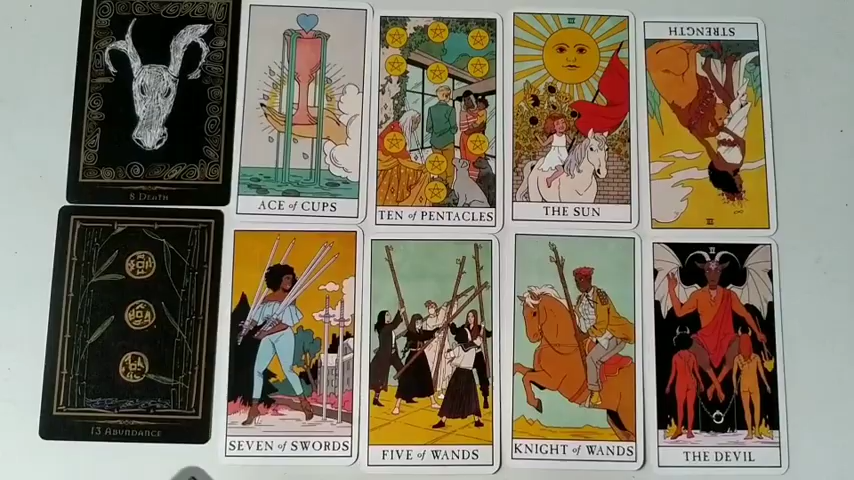 8 DEATH
ACE of CUPS
TEN of PENTACLES
THE SUN
STRENGTH
13 ABUNDANCE
SEVEN of SWORDS
FIVE of WANDS
KNIGHT of WANDS
THE DEVIL